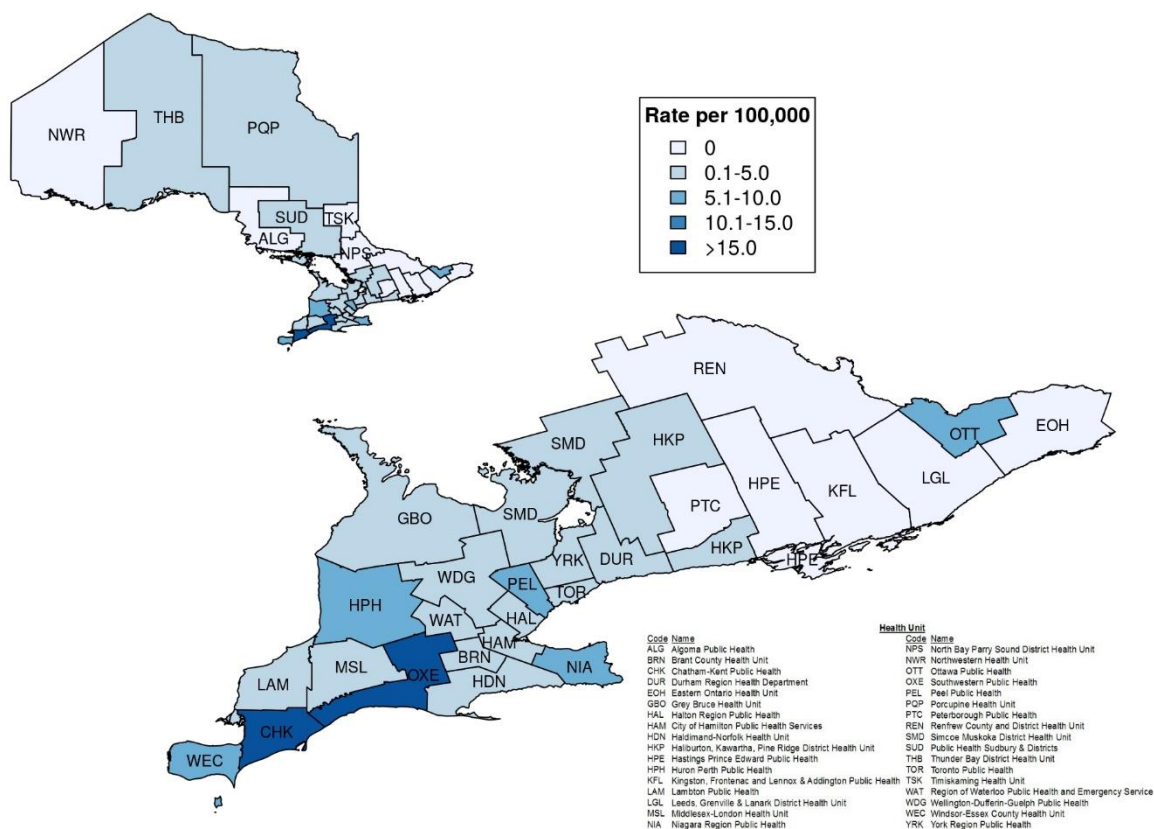 NWR
THB
PQP
SUD
TSK
ALG
NPS
Rate per 100,000
0
0.1-5.0
5.1-10.0
10.1-15.0
>15.0
REN
SMD
HKP
OTT
EOH
HPE
KFL
LGL
PTC
GBO
SMD
HKP
YRK
DUR
HPE
WDG
PEL
TOR
HPH
WAT
HAL
HAM
MSL
OXE
BRN
NIA
LAM
HDN
CHK
WEC
Health Unit
Code Name
ALG Algoma Public Health
BRN Brant County Health Unit
CHK Chatham-Kent Public Health
DUR Durham Region Health Department
EOH Eastern Ontario Health Unit
GBO Grey Bruce Health Unit
HAL Halton Region Public Health
HAM City of Hamilton Public Health Services
HDN Haldimand-Norfolk Health Unit
HKP Haliburton, Kawartha, Pine Ridge District Health Unit
HPE Hastings Prince Edward Public Health
HPH Huron Perth Public Health
KFL Kingston, Frontenac and Lennox & Addington Public Health
LAM Lambton Public Health
LGL Leeds, Grenville & Lanark District Health Unit
MSL Middlesex-London Health Unit
NIA Niagara Region Public Health
Code Name
NPS North Bay Parry Sound District Health Unit
NWR Northwestern Health Unit
OTT Ottawa Public Health
OXE Southwestern Public Health
PEL Peel Public Health
PQP Porcupine Health Unit
PTC Peterborough Public Health
REN Renfrew County and District Health Unit
SMD Simcoe Muskoka District Health Unit
SUD Public Health Sudbury & Districts
THB Thunder Bay District Health Unit
TOR Toronto Public Health
TSK Timiskaming Health Unit
WAT Region of Waterloo Public Health and Emergency Service
WDG Wellington-Dufferin-Guelph Public Health
WEC Windsor-Essex County Health Unit
YRK York Region Public Health